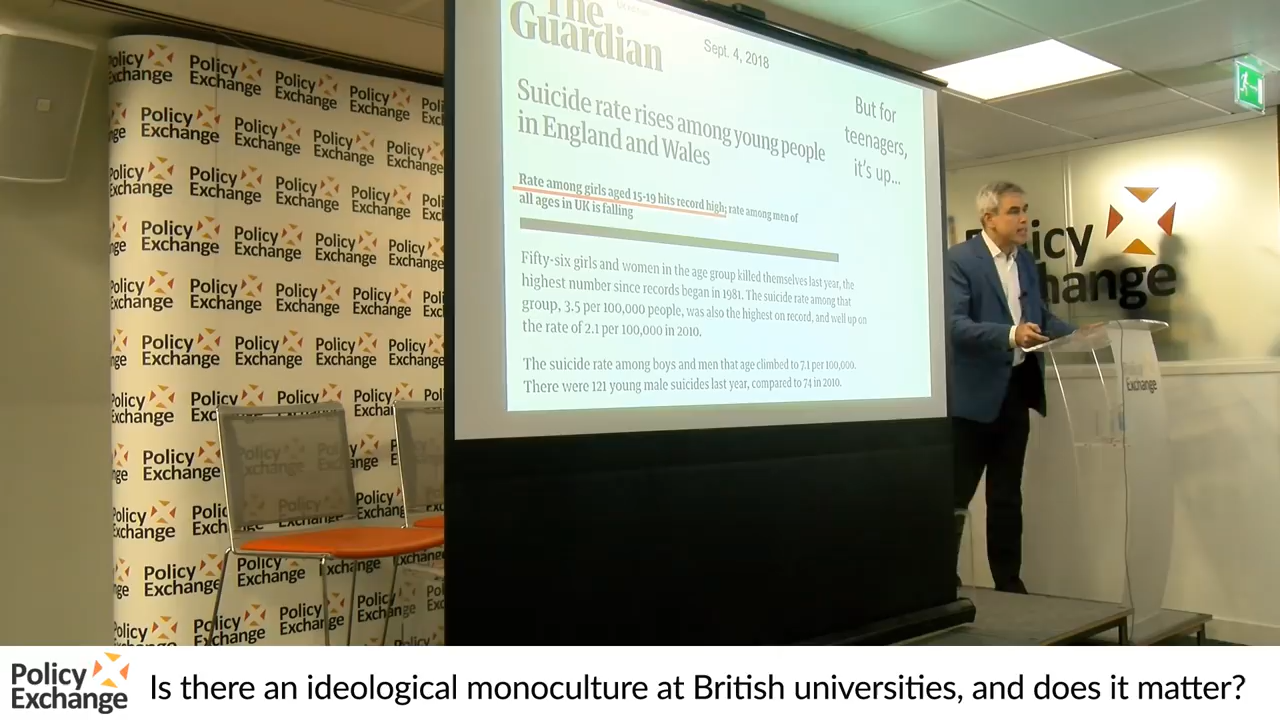 The
Guardian
Sept. 4, 2018
Suicide rate rises among young people
in England and Wales
Rate among girls aged 15-19 hits record high; rate among men of
all ages in UK is falling
Fifty-six girls and women in the age group killed themselves last year, the
highest number since records began in 1981. The suicide rate among that
group, 3.5 per 100,000 people, was also the highest on record, and well up on
the rate of 2.1 per 100,000 in 2010.
The suicide rate among boys and men that age climbed to 7.1 per 100,000.
There were 121 young male suicides last year, compared to 74 in 2010.
But for
teenagers,
it's up...
Policy
Exchange
Policy
Exchange
Policy
Exchange
Policy
Exchange
Is there an ideological monoculture at British universities, and does it matter?